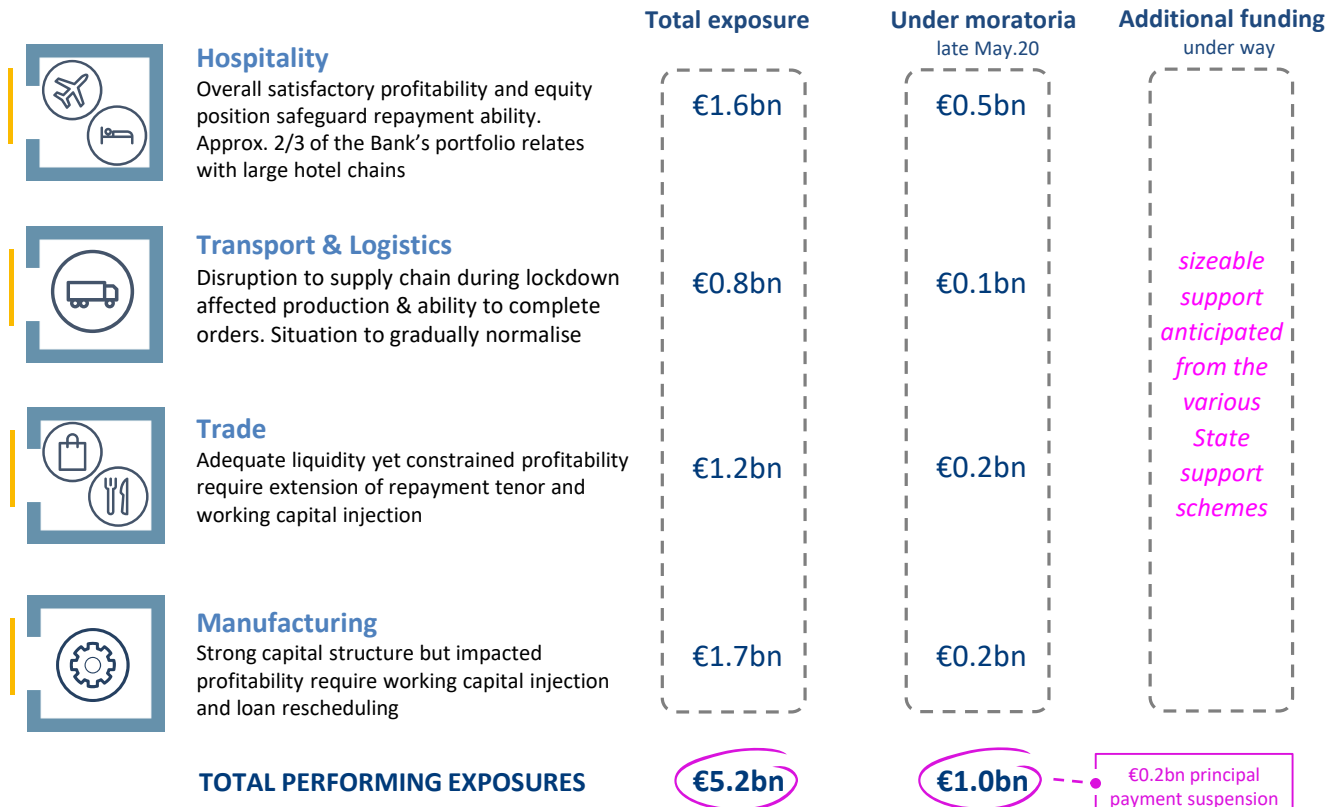 Total exposure
Under moratoria
late May.20
Additional funding
under way
Hospitality
Overall satisfactory profitability and equity
position safeguard repayment ability.
Approx. 2/3 of the Bank's portfolio relates
with large hotel chains
€1.6bn
€0.5bn
Transport & Logistics
Disruption to supply chain during lockdown
affected production & ability to complete
orders. Situation to gradually normalise
€0.8bn
€0.1bn
Trade
Adequate liquidity yet constrained profitability
require extension of repayment tenor and
working capital injection
€1.2bn
€0.2bn
Manufacturing
Strong capital structure but impacted
profitability require working capital injection
and loan rescheduling
€1.7bn
€0.2bn
sizeable
support
anticipated
from the
various
State
support
schemes
TOTAL PERFORMING EXPOSURES
€5.2bn
€1.0bn
€0.2bn principal
payment suspension